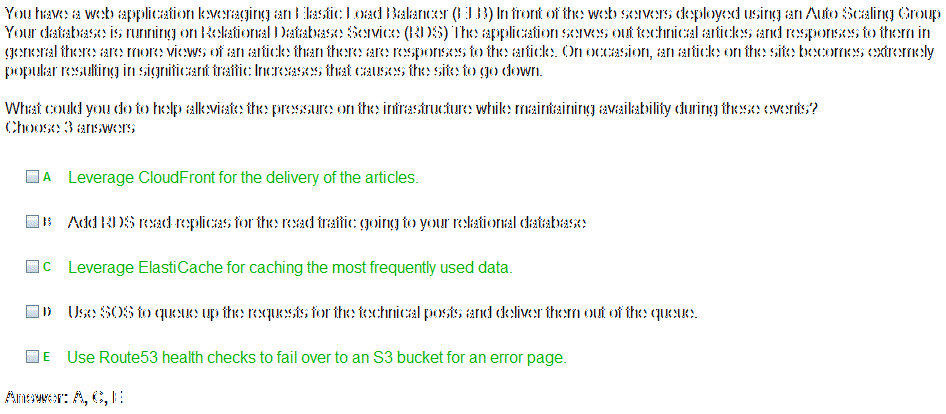 You have a web application leveraging an Elastic Load Balancer (ELB) In front of the web servers deployed using an Auto Scaling Group
Your database is running on Relational Database Service (RDS) The application serves out technical articles and responses to them in
general there are more views of an article than there are responses to the article. On occasion, an article on the site becomes extremely
popular resulting in significant traffic Increases that causes the site to go down.
What could you do to help alleviate the pressure on the infrastructure while maintaining availability during these events?
Choose 3 answers
A Leverage CloudFront for the delivery of the articles.
B Add RDS read-replicas for the read traffic going to your relational database
C Leverage ElastiCache for caching the most frequently used data.
D Use SOS to queue up the requests for the technical posts and deliver them out of the queue.
E Use Route53 health checks to fail over to an S3 bucket for an error page.
Answer: A, C, E